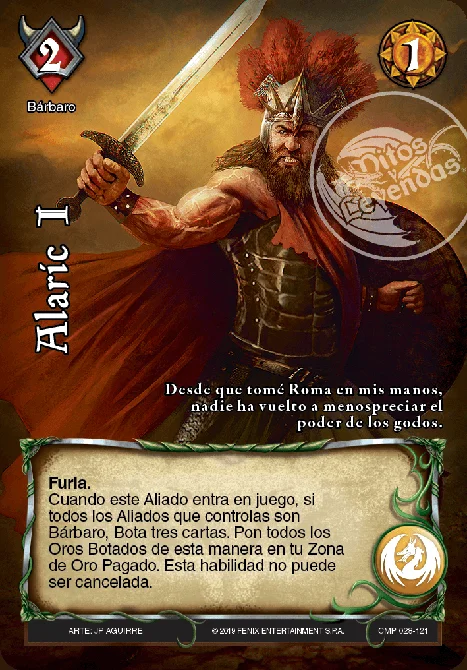 2
1
Bárbaro
Mitos
y
Leyendas
Alaric I
Desde que tomé Roma en mis manos,
nadie ha vuelto a menospreciar el
poder de los godos.
Furia.
Cuando este Aliado entra en juego, si
todos los Aliados que controlas son
Bárbaro, Bota tres cartas. Pon todos los
Oros Botados de esta manera en tu Zona
de Oro Pagado. Esta habilidad no puede
ser cancelada.
ARTE: JP AGUIRRE
© 2019 FENIX ENTERTAINMENT S.P.A.
CMP 028-121